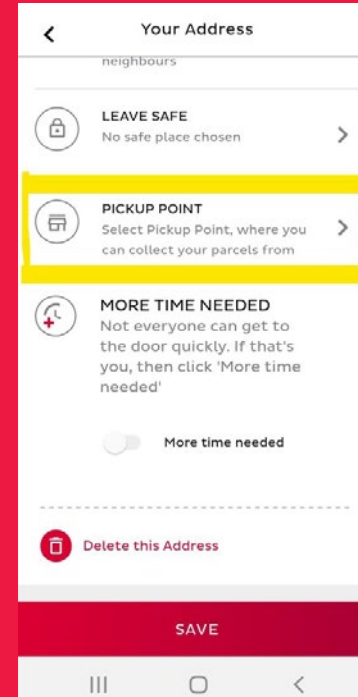 Your Address
neighbours
LEAVE SAFE
No safe place chosen
PICKUP POINT
Select Pickup Point, where you
can collect your parcels from
MORE TIME NEEDED
Not everyone can get to
the door quickly. If that's
you, then click 'More time
needed'
More time needed
Delete this Address
SAVE